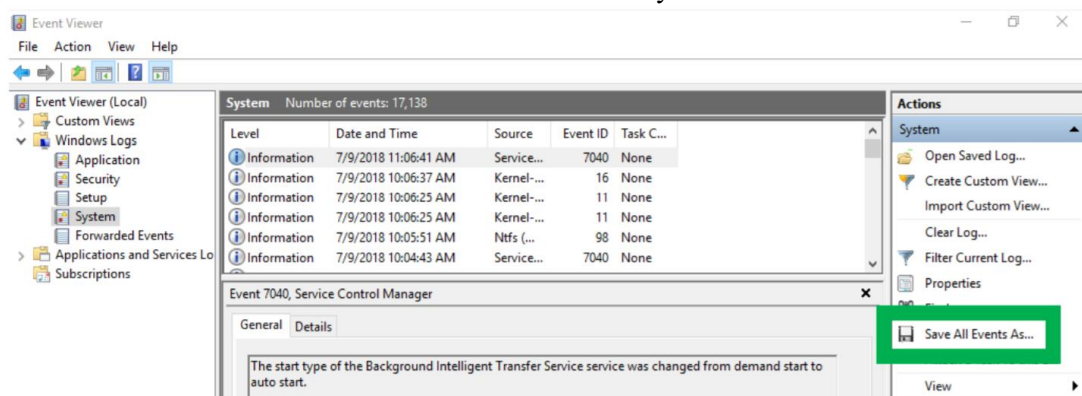 Event Viewer
File Action View Help
Event Viewer (Local)
Custom Views
Windows Logs
Application
Security
Setup
System
Forwarded Events
Applications and Services Lo
Subscriptions
System Number of events: 17,138
Level Date and Time Source Event ID Task C...
Information 7/9/2018 11:06:41 AM Service... 7040 None
Information 7/9/2018 10:06:37 AM Kernel-... 16 None
Information 7/9/2018 10:06:25 AM Kernel-... 11 None
Information 7/9/2018 10:06:25 AM Kernel-... 11 None
Information 7/9/2018 10:05:51 AM Ntfs (... 98 None
Information 7/9/2018 10:04:43 AM Service... 7040 None
Event 7040, Service Control Manager
General Details
The start type of the Background Intelligent Transfer Service service was changed from demand start to
auto start.
Actions
System
Open Saved Log...
Create Custom View...
Import Custom View...
Clear Log...
Filter Current Log...
Properties
Save All Events As...
View